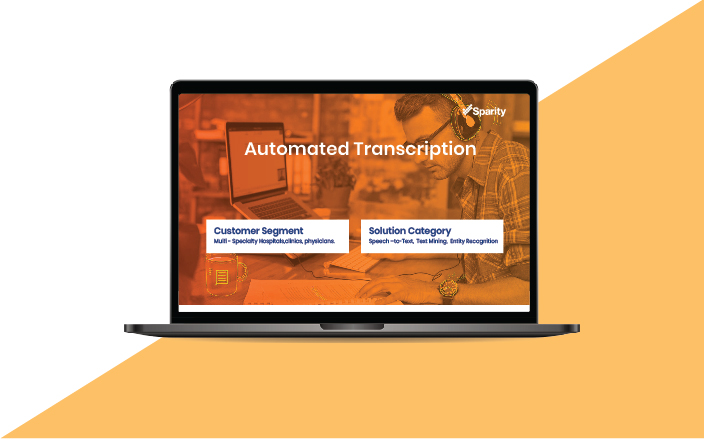 Sparity
Automated Transcription
Customer Segment
Multi - Specialty Hospitals,clinics, physicians.
Solution Category
Speech -to-Text, Text Mining, Entity Recognition